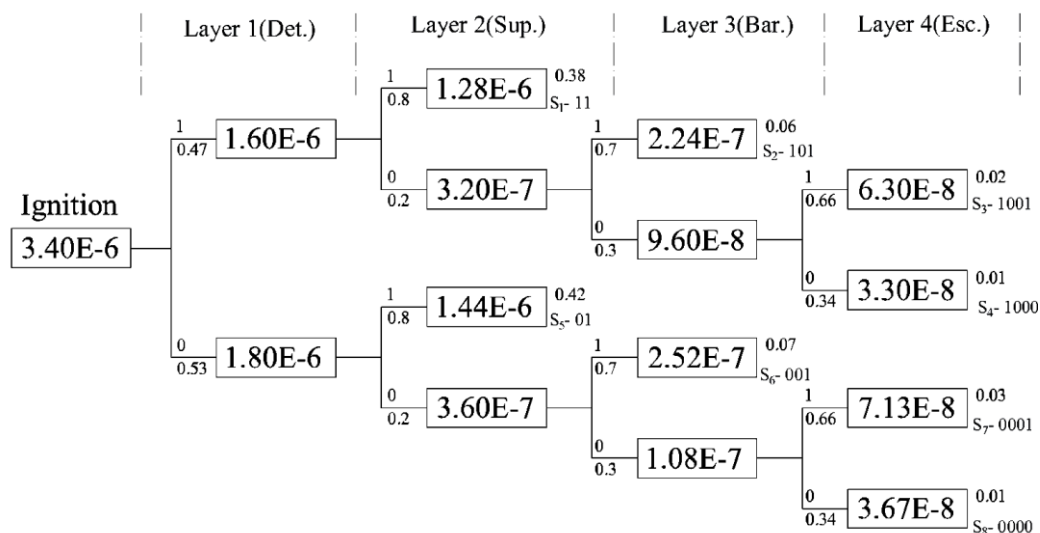 Layer 1(Det.) Layer 2(Sup.) Layer 3(Bar.) Layer 4(Esc.)
1 0.38
1.28E-6
0.8 S₁- 11
1 1 0.06
1.60E-6 2.24E-7
0.47 0.7 S₂- 101
0 1 0.02
3.20E-7 6.30E-8
0.2 0.66 S₃- 1001
Ignition
3.40E-6
0
9.60E-8
0.3
0 0.01
3.30E-8
0.34 S₄- 1000
1 0.42
1.44E-6
0.8 S₅- 01
0 1 0.07
1.80E-6 2.52E-7
0.53 0.7 S₆- 001
0 1 0.03
3.60E-7 7.13E-8
0.2 0.66 S₇- 0001
0
1.08E-7
0.3
0 0.01
3.67E-8
0.34 S₈- 0000